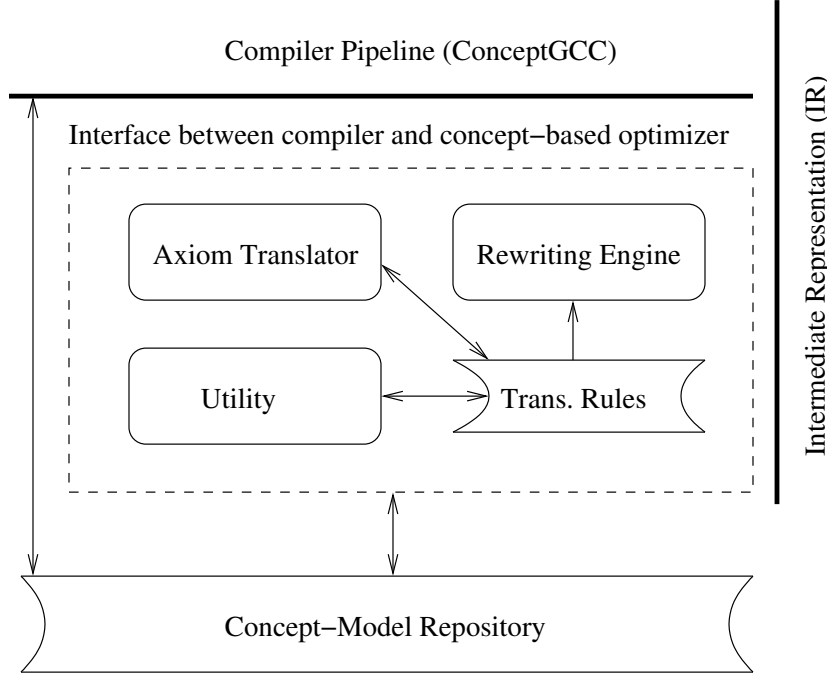 Compiler Pipeline (ConceptGCC)
Interface between compiler and concept−based optimizer
Axiom Translator
Rewriting Engine
Utility
Trans. Rules
Concept−Model Repository
Intermediate Representation (IR)